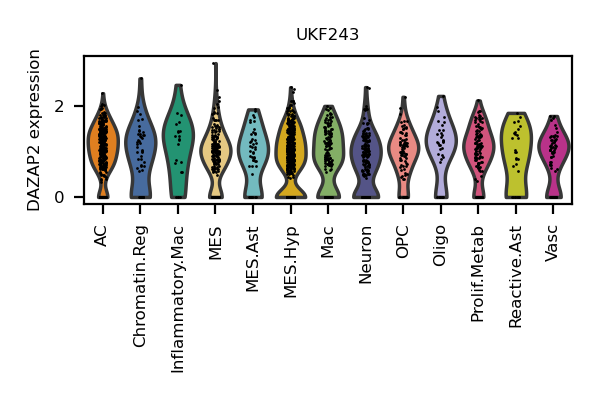 UKF243
DAZAP2 expression
2
0
AC
Chromatin.Reg
Inflammatory.Mac
MES
MES.Ast
MES.Hyp
Mac
Neuron
OPC
Oligo
Prolif.Metab
Reactive.Ast
Vasc